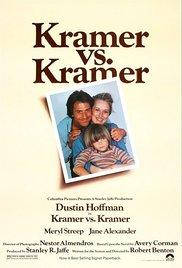 Kramer
vs.
Kramer
Columbia Pictures Presents A Stanley Jaffe Production
Dustin Hoffman
in
Kramer vs. Kramer
Meryl Streep Jane Alexander
Director of Photography Nestor Almendros Based Upon the Novel by Avery Corman
Produced by Stanley R. Jaffe Written for the Screen and Directed by Robert Benton
Now A Best Selling Signet Paperback.